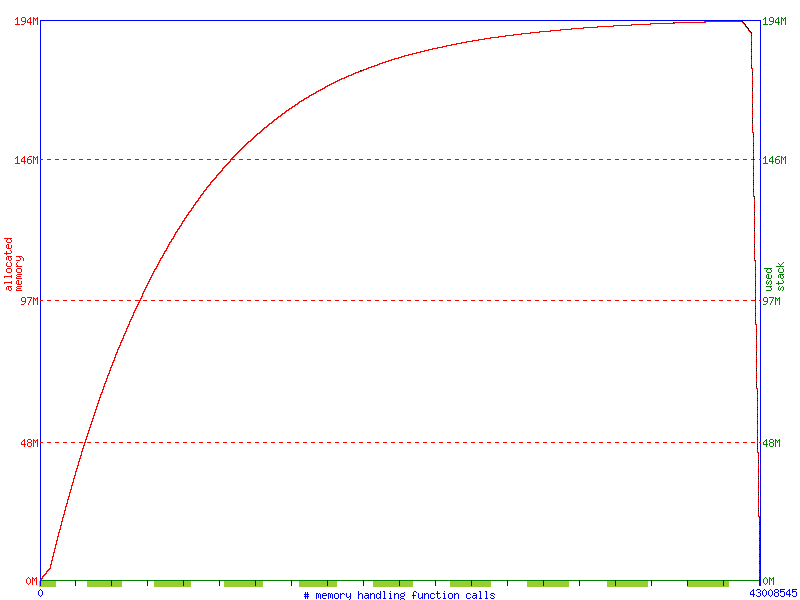 194M
194M
146M
146M
allocated
memory
used
stack
97M
97M
48M
48M
0M
0M
0
# memory handling function calls
43008545